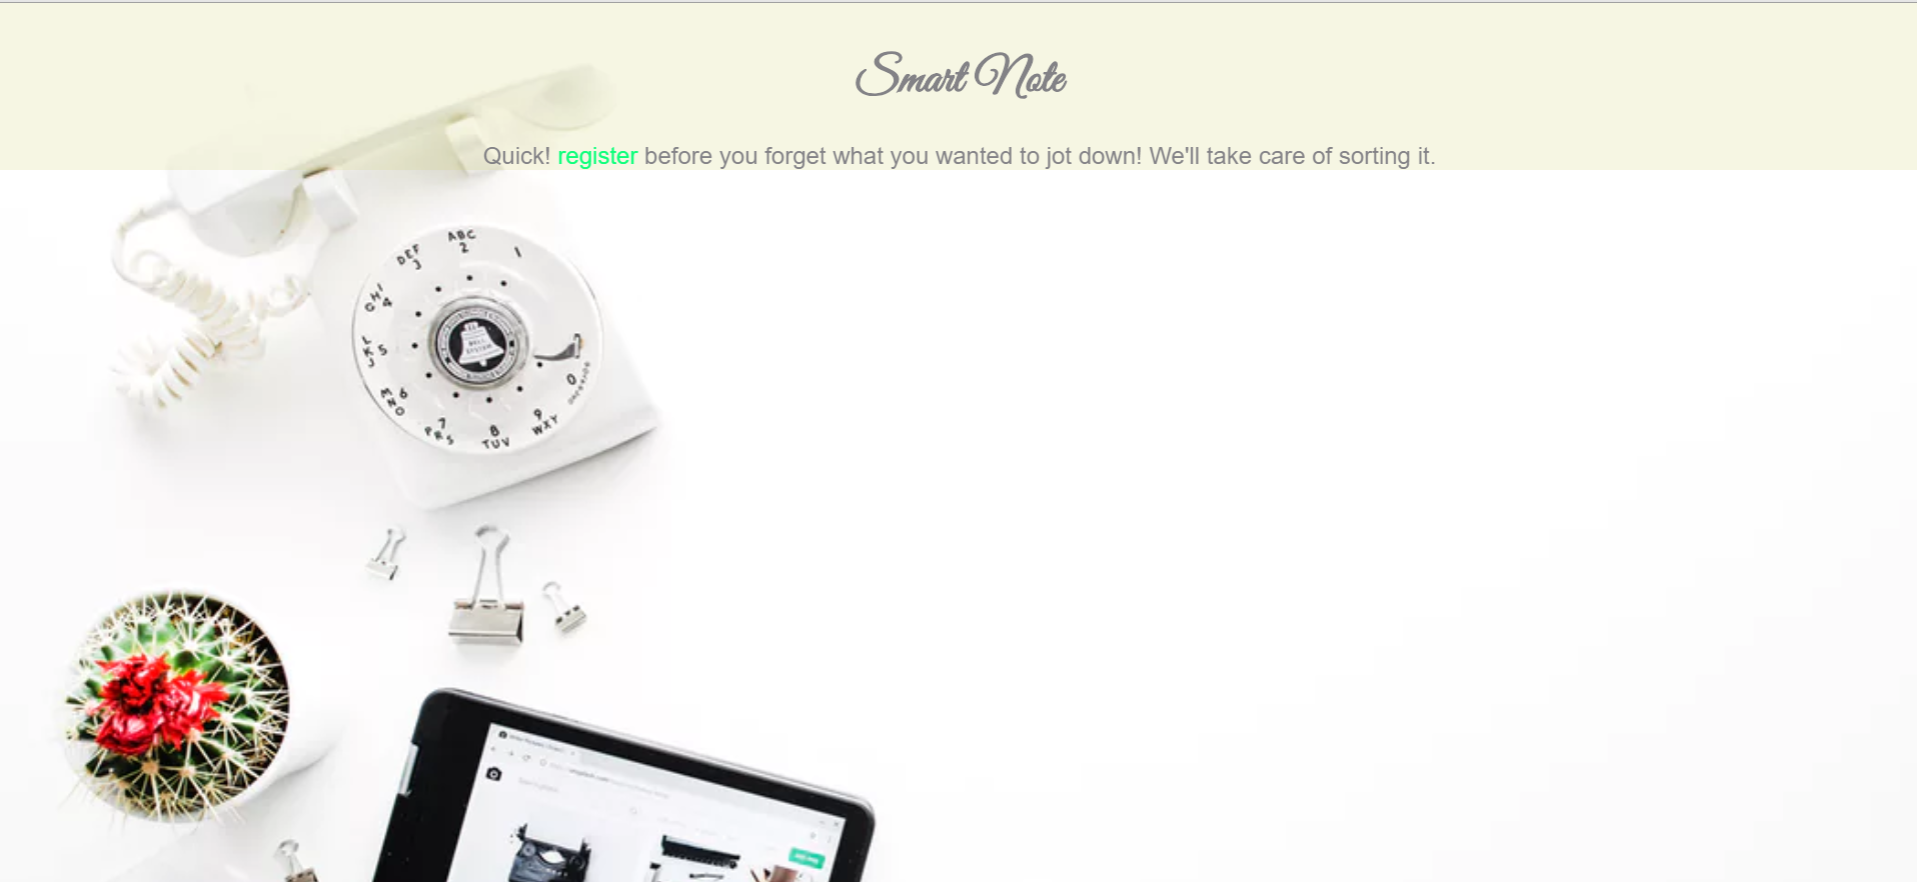 Smart Note
Quick! register before you forget what you wanted to jot down! We'll take care of sorting it.
ABC
2
1
DEF
3
GHI
4
BELL
SYSTEM
JKL
5
MNO
6
0
OPERATOR
7
PRS
8
TUV
9
WXY